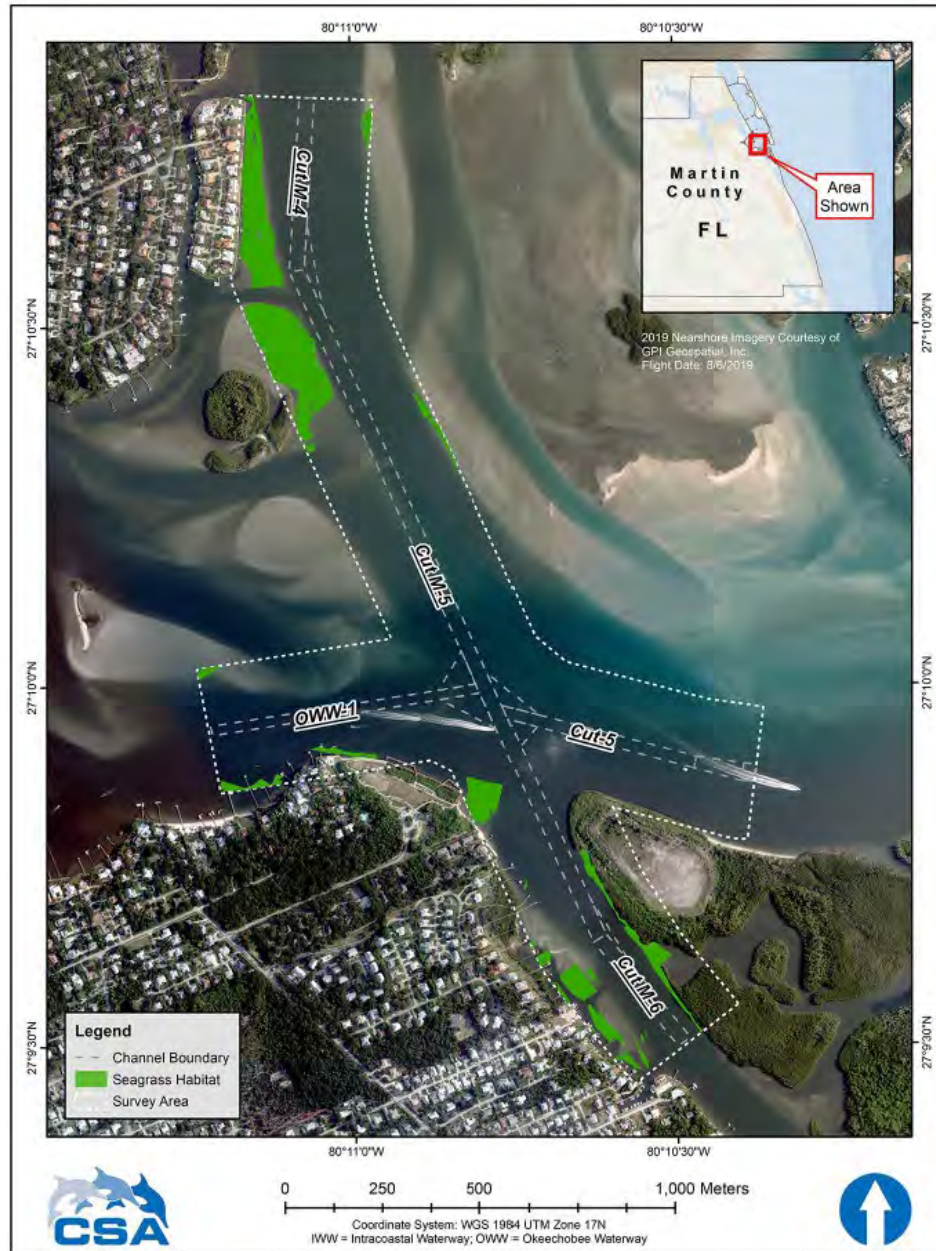 80°11'0"W
80°10'30"W
Martin
County
FL
Area
Shown
2019 Nearshore Imagery Courtesy of
GPI Geospatial, Inc.
Flight Date: 8/6/2019
27°10'30"N
27°10'30"N
Cut M-4
Cut M-5
27°10'0"N
27°10'0"N
OWW-1
Cut-5
Cut M-6
27°9'30"N
27°9'30"N
Legend
Channel Boundary
Seagrass Habitat
Survey Area
80°11'0"W
80°10'30"W
CSA
0 250 500 1,000 Meters
Coordinate System: WGS 1984 UTM Zone 17N
IWW = Intracoastal Waterway; OWW = Okeechobee Waterway